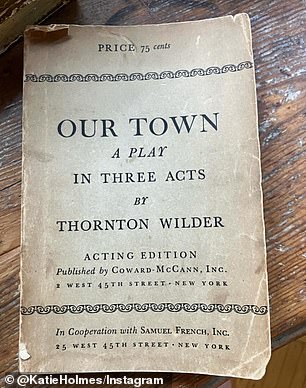 PRICE 75 cents
OUR TOWN
A PLAY
IN THREE ACTS
BY
THORNTON WILDER
ACTING EDITION
Published by COWARD-MCCANN, INC.
2 WEST 45TH STREET · NEW YORK
In Cooperation with SAMUEL FRENCH, INC.
25 WEST 45TH STREET · NEW YORK
@KatieHolmes/Instagram